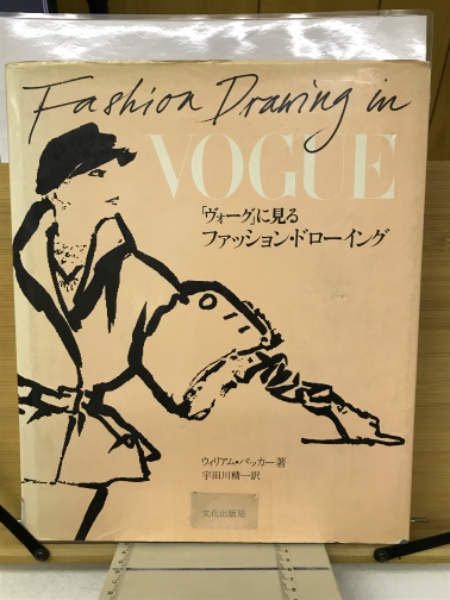 Fashion Drawing in
VOGUE
「ヴォーグ」に見る
ファッション・ドローイング
ウィリアム・パッカー著
宇田川精一訳
文化出版局